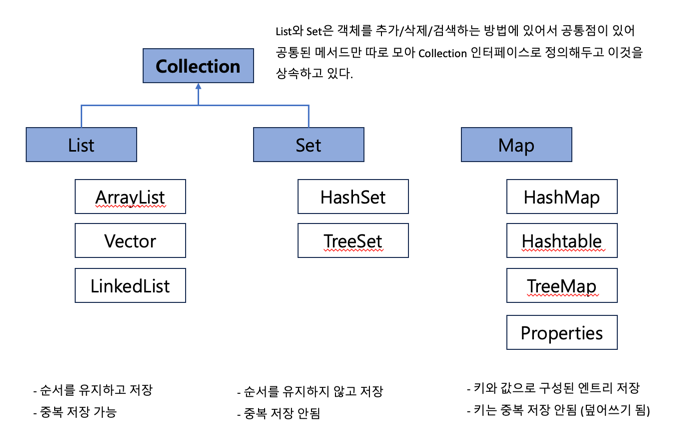 List와 Set은 객체를 추가/삭제/검색하는 방법에 있어서 공통점이 있어
공통된 메서드만 따로 모아 Collection 인터페이스로 정의해두고 이것을
상속하고 있다.
Collection
List
Set
Map
ArrayList
HashSet
HashMap
Vector
TreeSet
Hashtable
LinkedList
TreeMap
Properties
- 순서를 유지하고 저장
- 중복 저장 가능
- 순서를 유지하지 않고 저장
- 중복 저장 안됨
- 키와 값으로 구성된 엔트리 저장
- 키는 중복 저장 안됨 (덮어쓰기 됨)